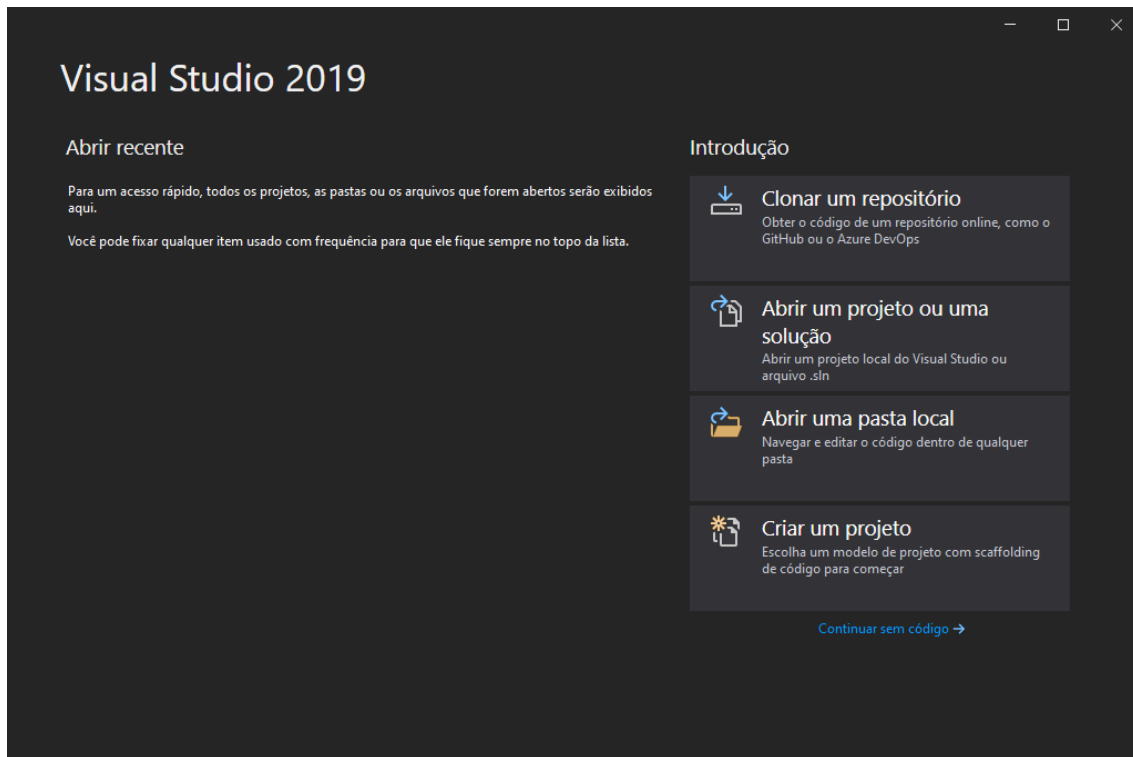 Visual Studio 2019
Abrir recente
Para um acesso rápido, todos os projetos, as pastas ou os arquivos que forem abertos serão exibidos
aqui.
Você pode fixar qualquer item usado com frequência para que ele fique sempre no topo da lista.
Introdução
Clonar um repositório
Obter o código de um repositório online, como o
GitHub ou o Azure DevOps
Abrir um projeto ou uma
solução
Abrir um projeto local do Visual Studio ou
arquivo .sln
Abrir uma pasta local
Navegar e editar o código dentro de qualquer
pasta
Criar um projeto
Escolha um modelo de projeto com scaffolding
de código para começar
Continuar sem código →